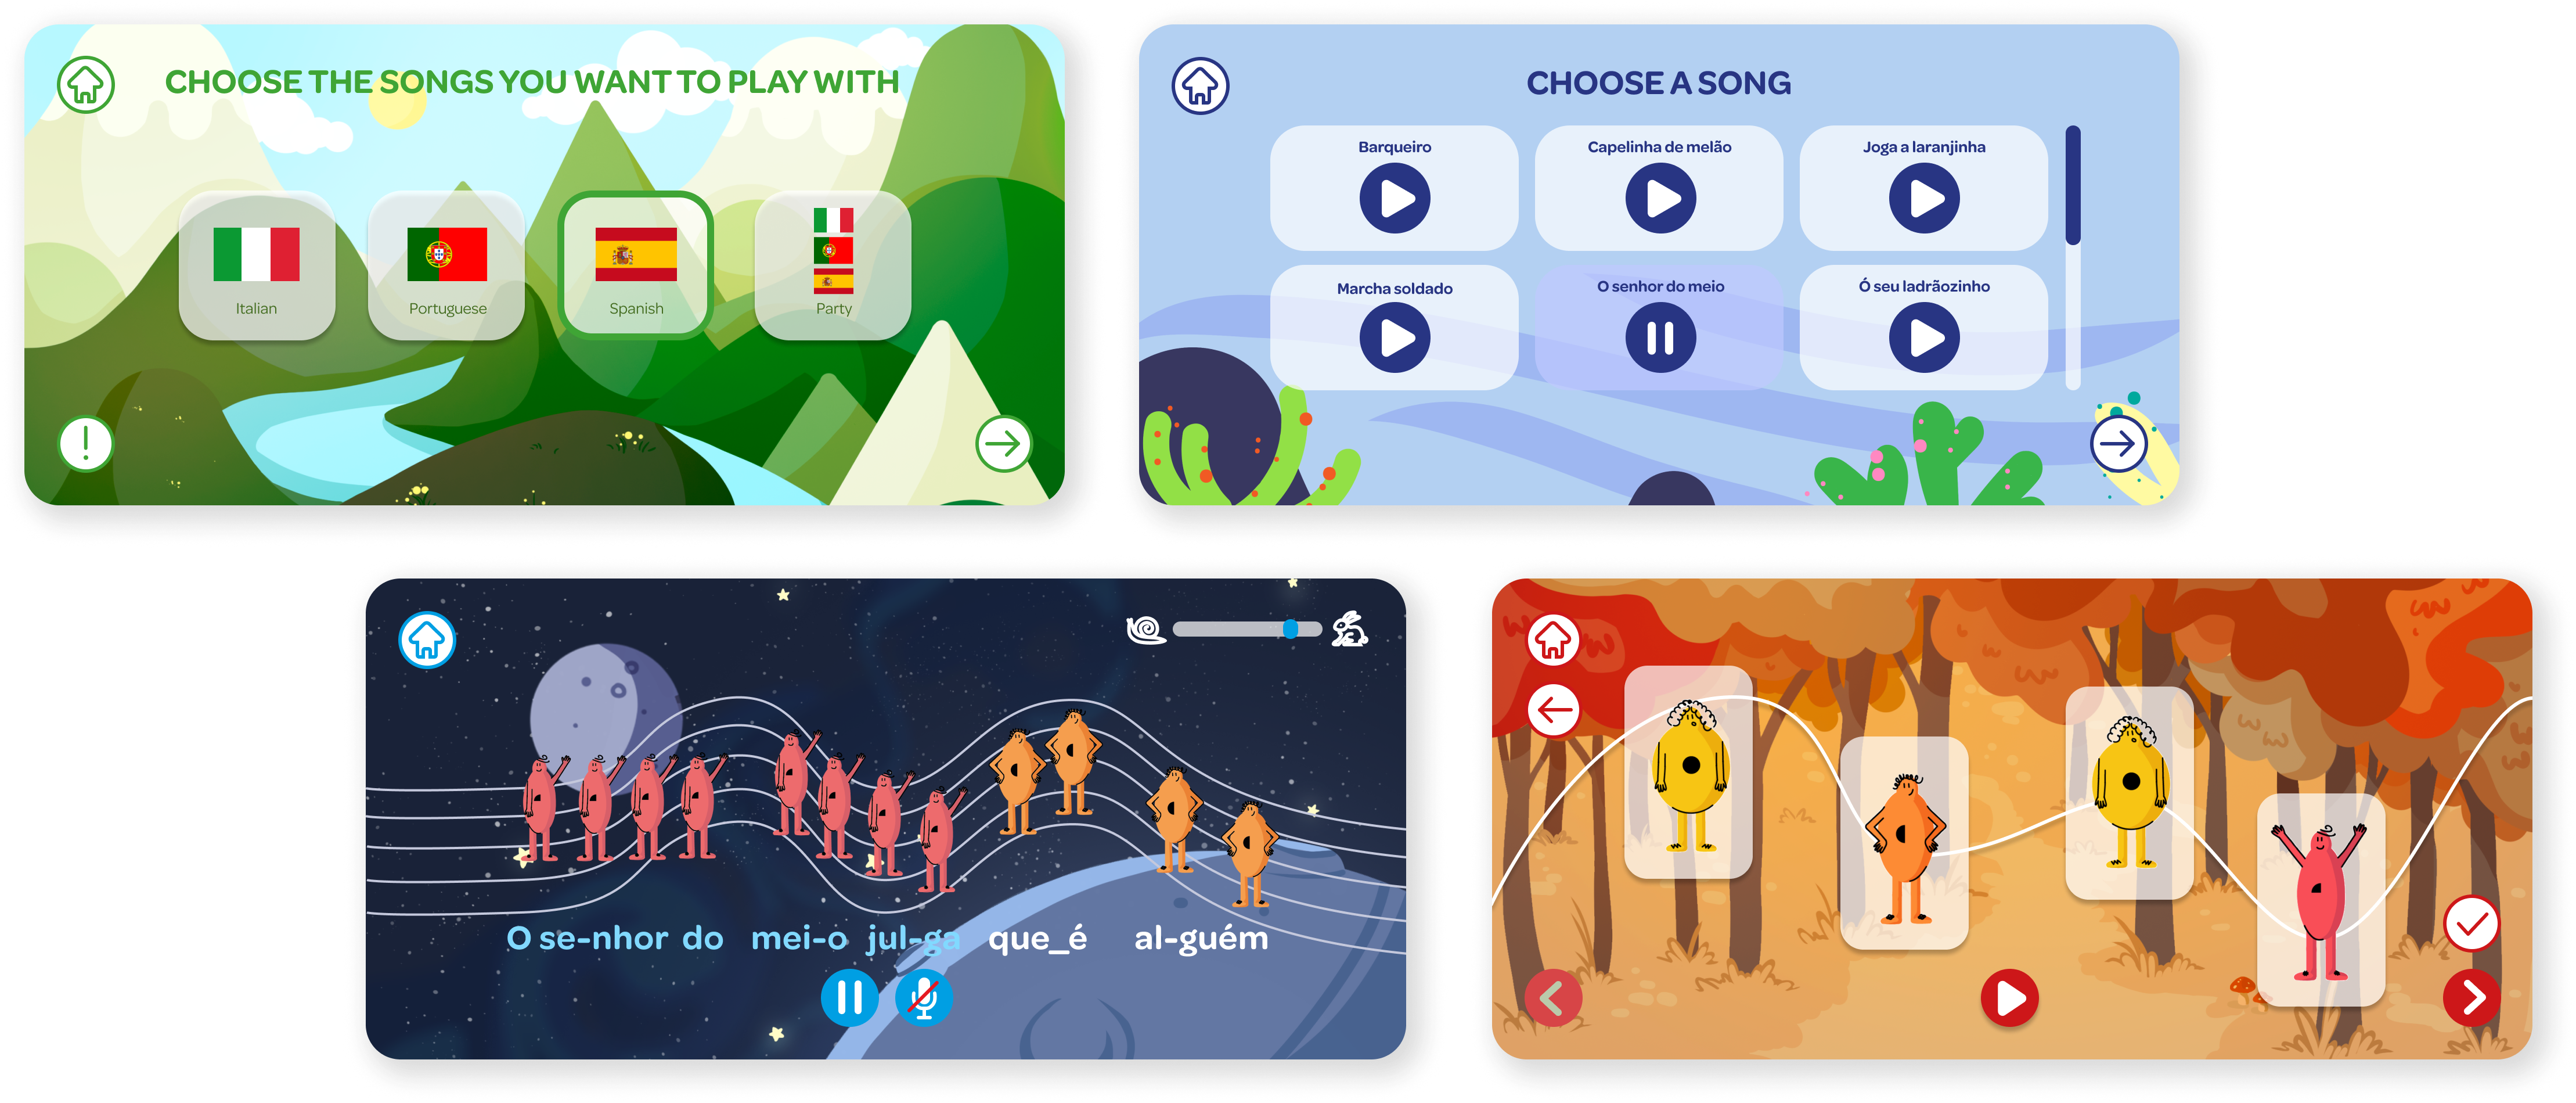 CHOOSE THE SONGS YOU WANT TO PLAY WITH
Italian
Portuguese
Spanish
Party
!
CHOOSE A SONG
Barqueiro
Capelinha de melão
Joga a laranjinha
Marcha soldado
O senhor do meio
Ó seu ladrãozinho
O se-nhor do mei-o jul-ga que_é al-guém